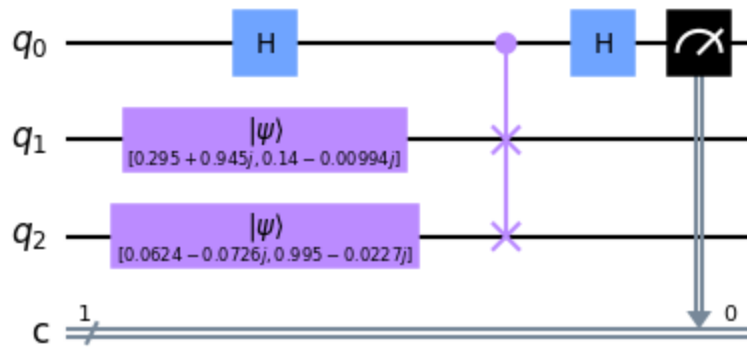 q0 H H
|ψ⟩
q1
[0.295 + 0.945j, 0.14 − 0.00994j]
|ψ⟩
q2
[0.0624 − 0.0726j, 0.995 − 0.0227j]
1 0
c